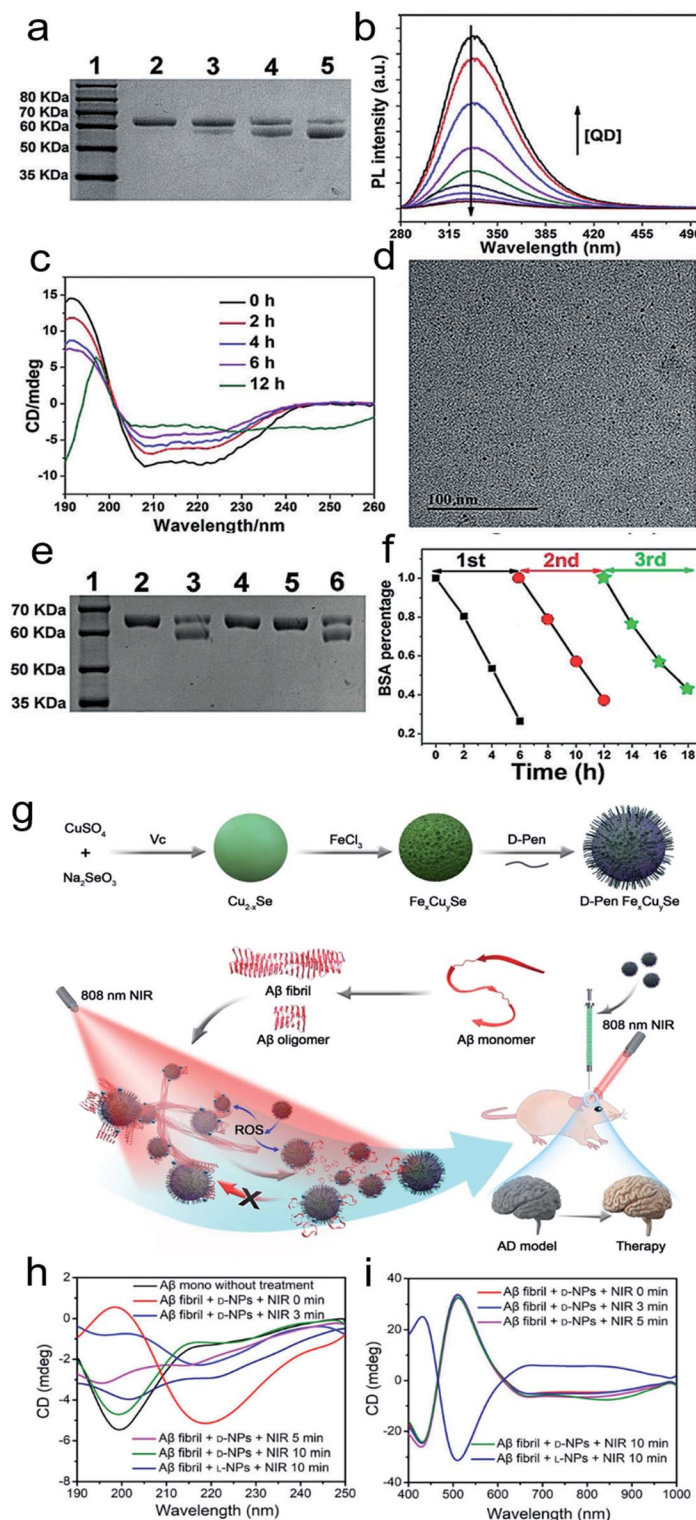 a
1 2 3 4 5
80 KDa
70 KDa
60 KDa
50 KDa
35 KDa
b
PL intensity (a.u.)
[QD]
280 315 350 385 420 455 490
Wavelength (nm)
c
CD/mdeg
15
10
5
0
-5
-10
0 h
2 h
4 h
6 h
12 h
190 200 210 220 230 240 250 260
Wavelength/nm
d
100 nm
e
1 2 3 4 5 6
70 KDa
60 KDa
50 KDa
35 KDa
f
BSA percentage
1.0
0.8
0.6
0.4
0.2
1st 2nd 3rd
0 2 4 6 8 10 12 14 16 18
Time (h)
g
CuSO4
+
Na2SeO3
Vc
Cu2-xSe
FeCl3
FexCuySe
D-Pen
D-Pen FexCuySe
808 nm NIR
Aβ fibril
Aβ oligomer
Aβ monomer
808 nm NIR
ROS
X
AD model
Therapy
h
CD (mdeg)
2
0
-2
-4
-6
-8
Aβ mono without treatment
Aβ fibril + D-NPs + NIR 0 min
Aβ fibril + D-NPs + NIR 3 min
Aβ fibril + D-NPs + NIR 5 min
Aβ fibril + D-NPs + NIR 10 min
Aβ fibril + L-NPs + NIR 10 min
190 200 210 220 230 240 250
Wavelength (nm)
i
CD (mdeg)
40
20
0
-20
-40
Aβ fibril + D-NPs + NIR 0 min
Aβ fibril + D-NPs + NIR 3 min
Aβ fibril + D-NPs + NIR 5 min
Aβ fibril + D-NPs + NIR 10 min
Aβ fibril + L-NPs + NIR 10 min
400 500 600 700 800 900 1000
Wavelength (nm)